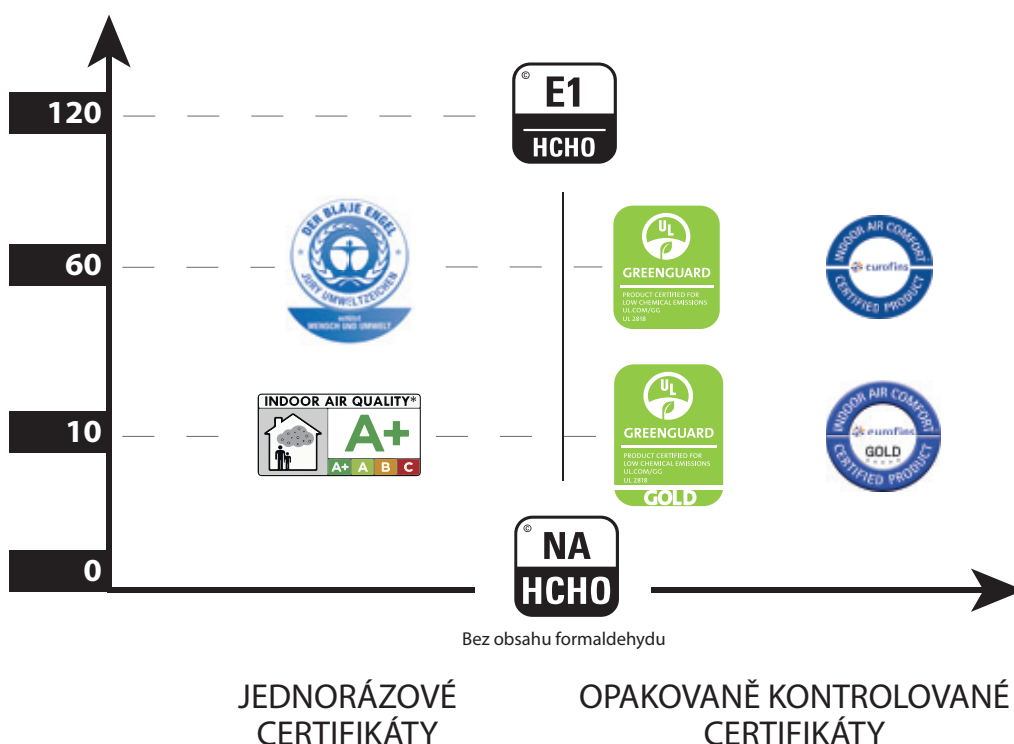 120
©
E1
HCHO
60
DER BLAUE ENGEL
JURY UMWELTZEICHEN
MENSCH UND UMWELT
UL
GREENGUARD
PRODUCT CERTIFIED FOR
LOW CHEMICAL EMISSIONS
UL.COM/GG
UL 2818
INDOOR AIR COMFORT
eurofins
CERTIFIED PRODUCT
10
INDOOR AIR QUALITY*
A+
A+ A B C
UL
GREENGUARD
PRODUCT CERTIFIED FOR
LOW CHEMICAL EMISSIONS
UL.COM/GG
UL 2818
GOLD
INDOOR AIR COMFORT
eurofins
GOLD
CERTIFIED PRODUCT
0
©
NA
HCHO
Bez obsahu formaldehydu
JEDNORÁZOVÉ
CERTIFIKÁTY
OPAKOVANĚ KONTROLOVANÉ
CERTIFIKÁTY